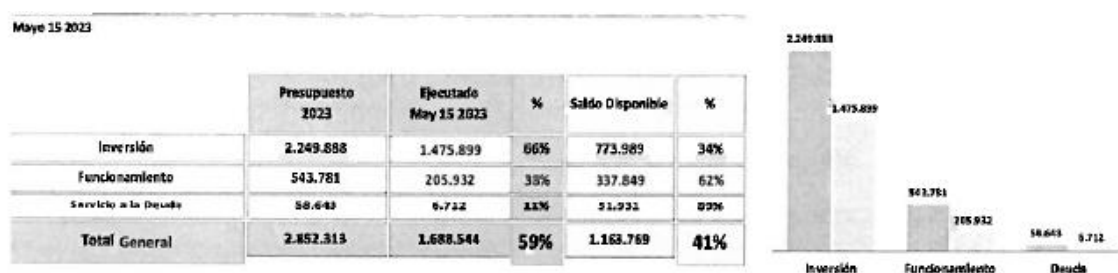 Mayo 15 2023
Presupuesto 2023 Ejecutado May 15 2023 % Saldo Disponible %
Inversión 2.249.888 1.475.899 66% 773.989 34%
Funcionamiento 543.781 205.932 38% 337.849 62%
Servicio a la Deuda 58.643 6.712 11% 51.931 89%
Total General 2.852.313 1.688.544 59% 1.163.769 41%
2.249.888
1.475.899
543.781
205.932
58.643 6.712
Inversión Funcionamiento Deuda